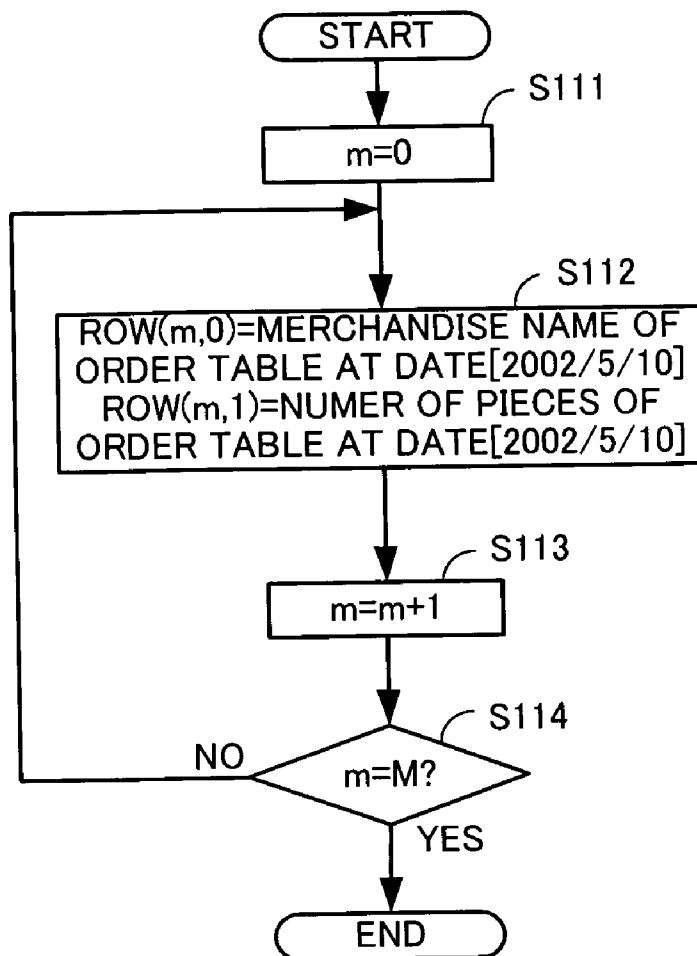 START
S111
m=0
S112
ROW(m,0)=MERCHANDISE NAME OF
ORDER TABLE AT DATE[2002/5/10]
ROW(m,1)=NUMER OF PIECES OF
ORDER TABLE AT DATE[2002/5/10]
S113
m=m+1
S114
NO
m=M?
YES
END